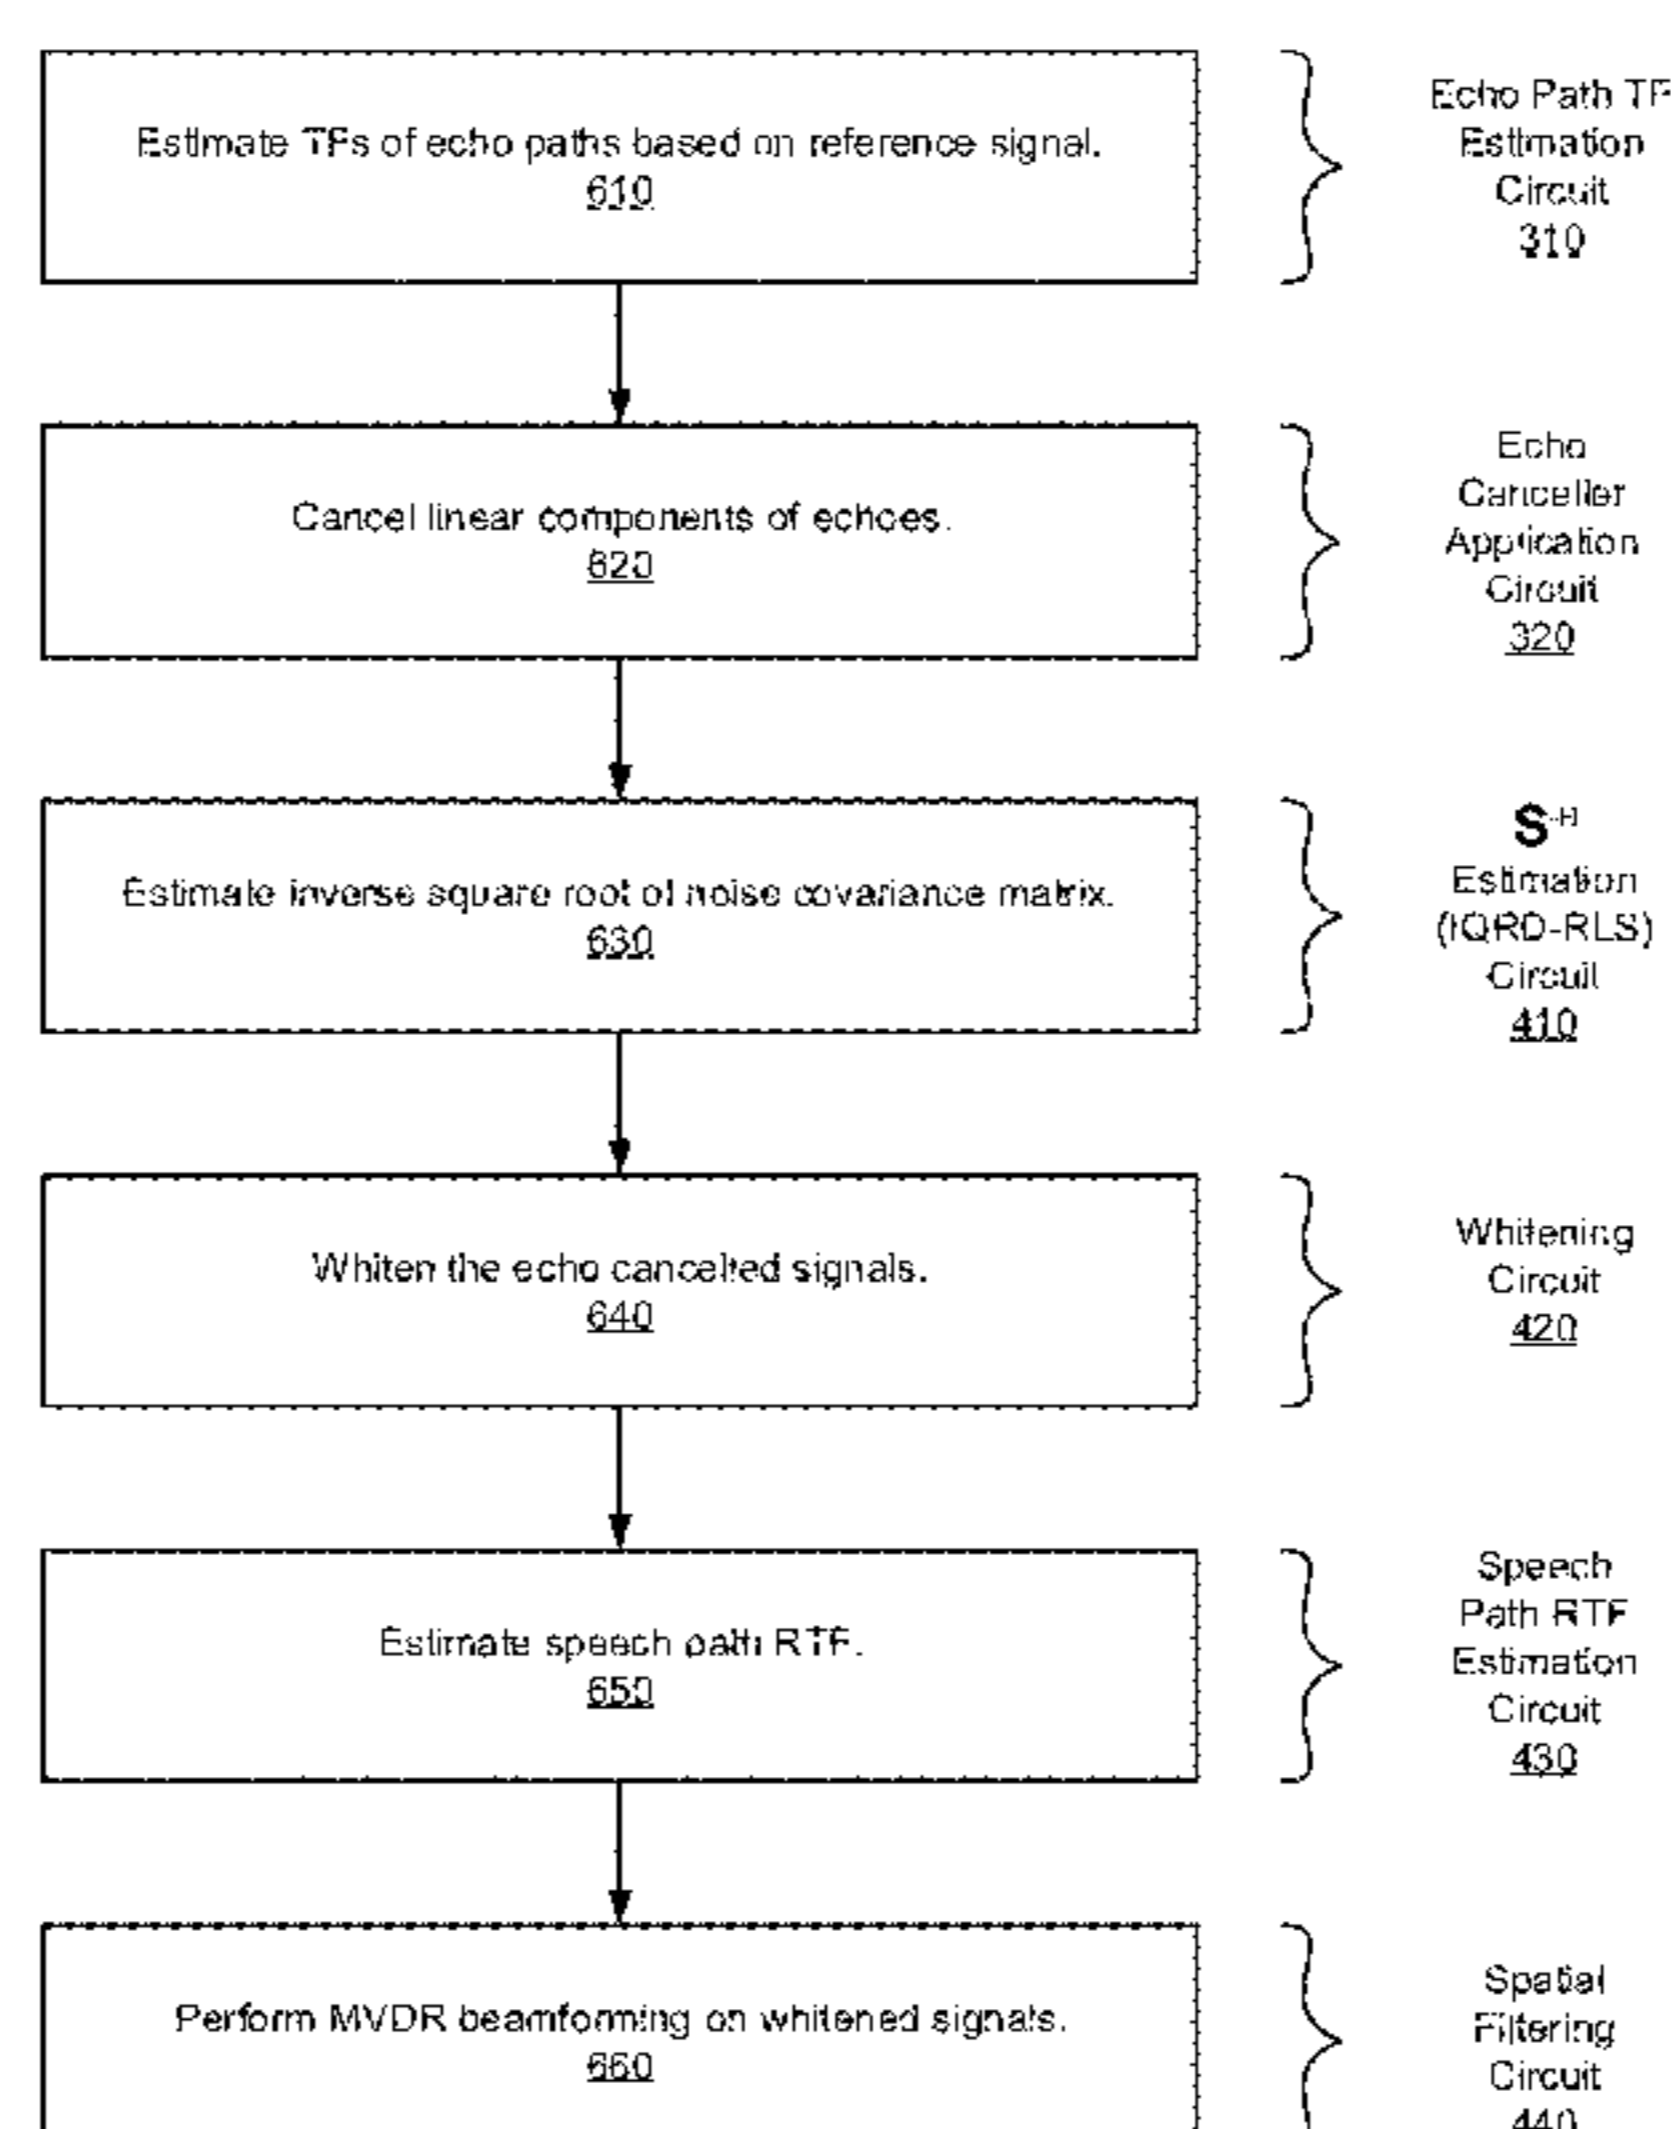 Estimate TFs of echo paths based on reference signal.
610
Echo Path TF
Estimation
Circuit
310
Cancel linear components of echoes.
620
Echo
Canceller
Application
Circuit
320
Estimate inverse square root of noise covariance matrix.
630
S-H
Estimation
(IQRD-RLS)
Circuit
410
Whiten the echo cancelled signals.
640
Whitening
Circuit
420
Estimate speech path RTF.
650
Speech
Path RTF
Estimation
Circuit
430
Perform MVDR beamforming on whitened signals.
660
Spatial
Filtering
Circuit
440